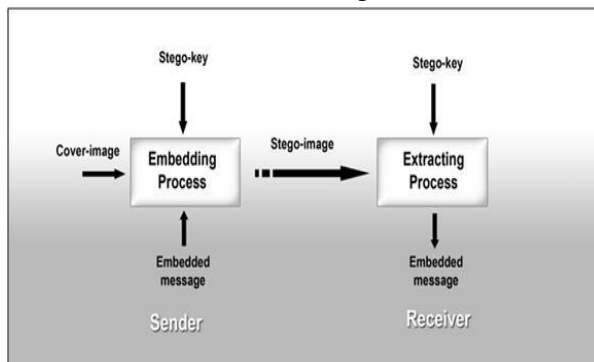 Stego-key
Stego-key
Cover-image
Embedding
Process
Stego-image
Extracting
Process
Embedded
message
Embedded
message
Sender
Receiver